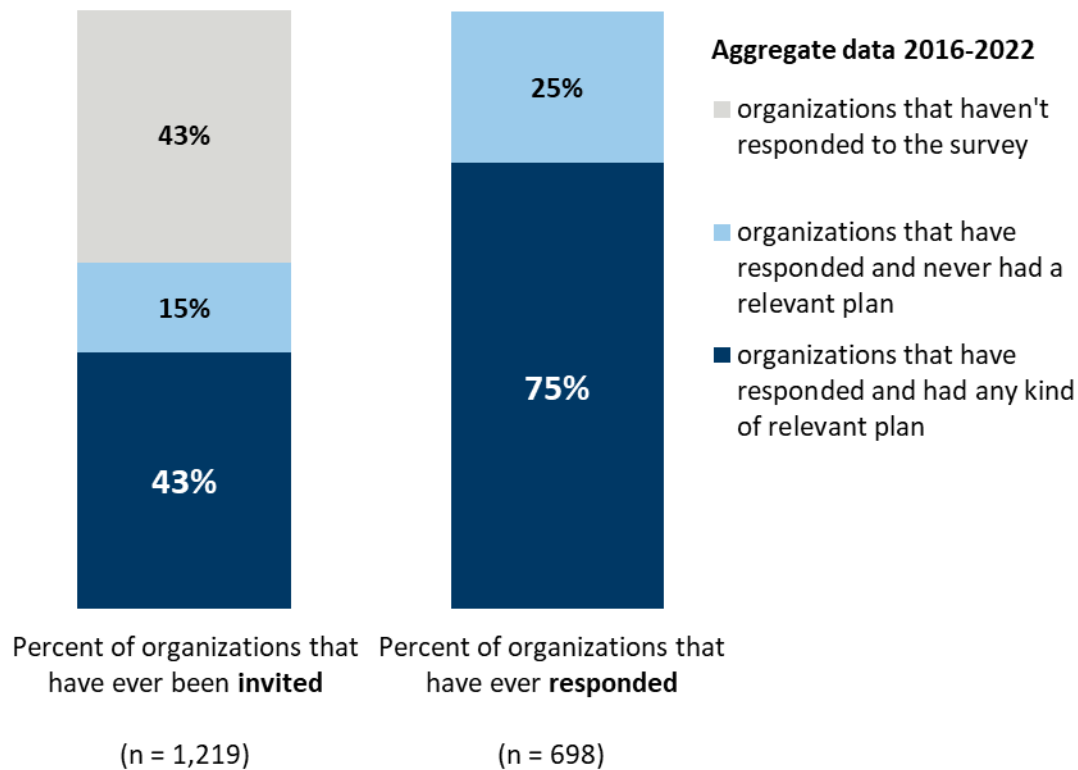 43%
15%
43%
25%
75%
Aggregate data 2016-2022
organizations that haven't
responded to the survey
organizations that have
responded and never had a
relevant plan
organizations that have
responded and had any kind
of relevant plan
Percent of organizations that
have ever been invited
(n = 1,219)
Percent of organizations that
have ever responded
(n = 698)